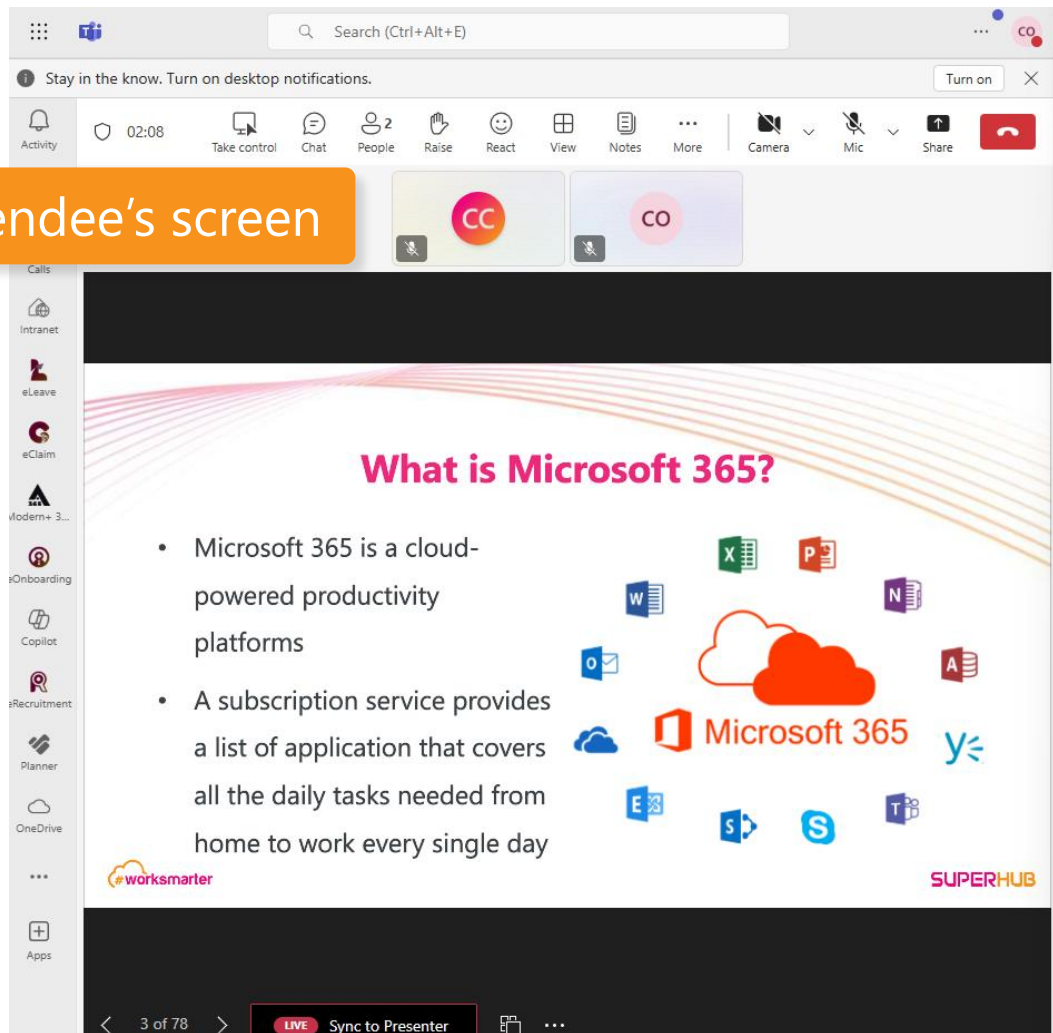 Search (Ctrl+Alt+E)
CO
Stay in the know. Turn on desktop notifications.
Turn on
Activity
02:08
Take control
Chat
2
People
Raise
React
View
Notes
More
Camera
Mic
Share
endee's screen
CC
CO
Calls
Intranet
eLeave
eClaim
Modern+ 3...
eOnboarding
Copilot
eRecruitment
Planner
OneDrive
Apps
What is Microsoft 365?
• Microsoft 365 is a cloud-
powered productivity
platforms
• A subscription service provides
a list of application that covers
all the daily tasks needed from
home to work every single day
Microsoft 365
#worksmarter
SUPERHUB
3 of 78
LIVE Sync to Presenter